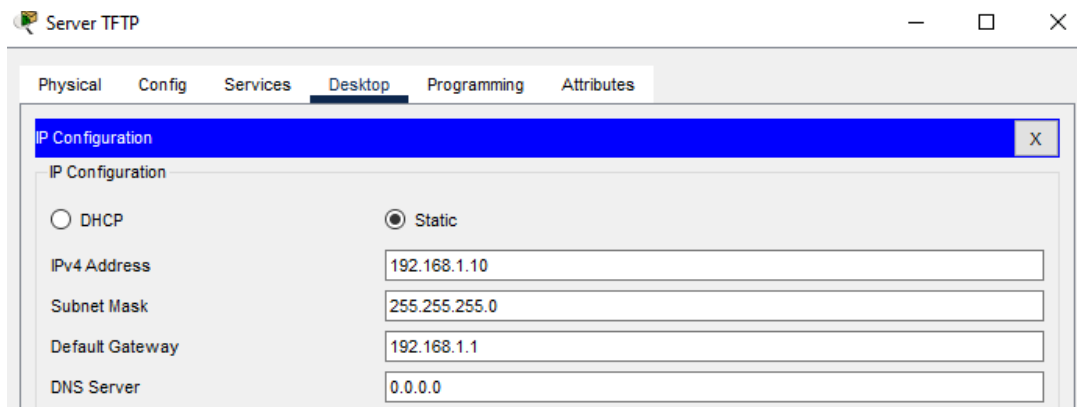 Server TFTP
Physical Config Services Desktop Programming Attributes
IP Configuration X
IP Configuration
DHCP Static
IPv4 Address 192.168.1.10
Subnet Mask 255.255.255.0
Default Gateway 192.168.1.1
DNS Server 0.0.0.0